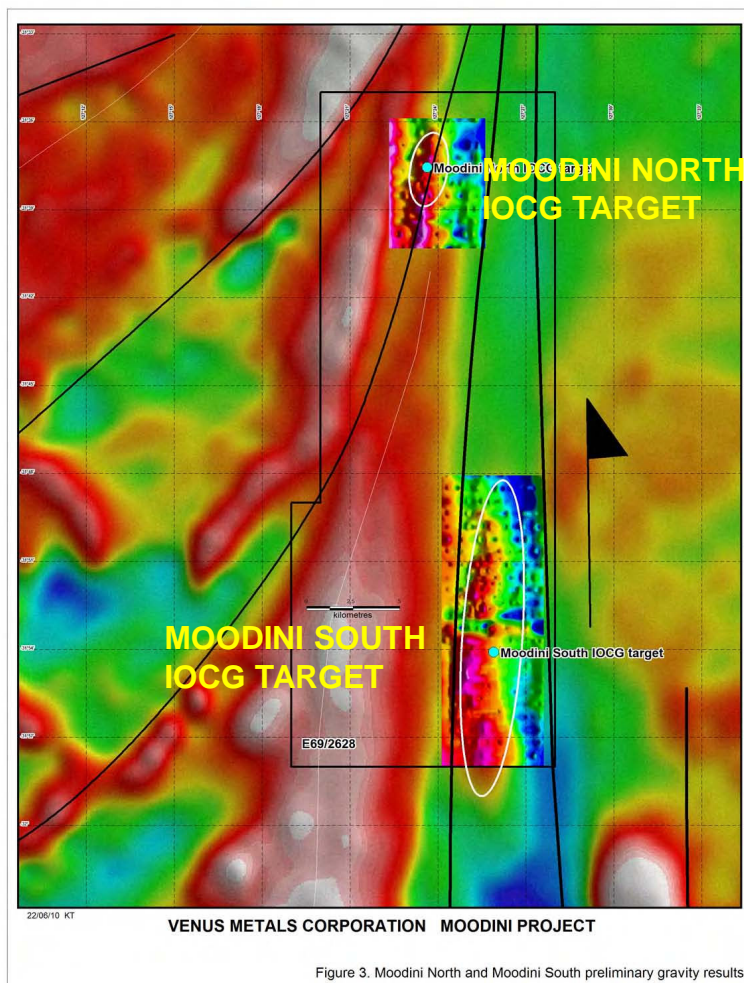 MOODINI NORTH
IOCG TARGET
MOODINI SOUTH
IOCG TARGET
Moodini South IOCG target
kilometres
E69/2628
22/06/10 KT
VENUS METALS CORPORATION MOODINI PROJECT
Figure 3. Moodini North and Moodini South preliminary gravity results